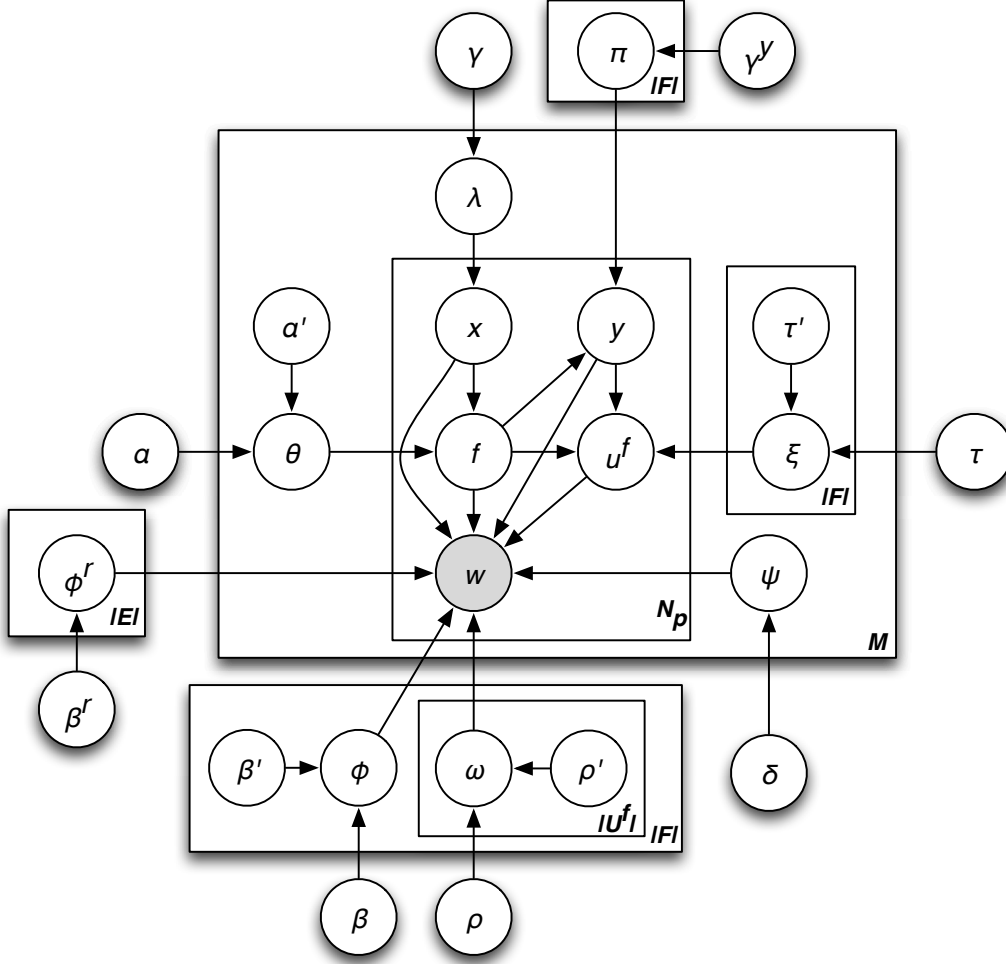 γ
π
γ^y
|F|
λ
α'
x
y
τ'
α
θ
f
u^f
ξ
τ
|F|
ϕ^r
w
ψ
|E|
N_p
M
β^r
β'
ϕ
ω
ρ'
δ
|U^f|
|F|
β
ρ